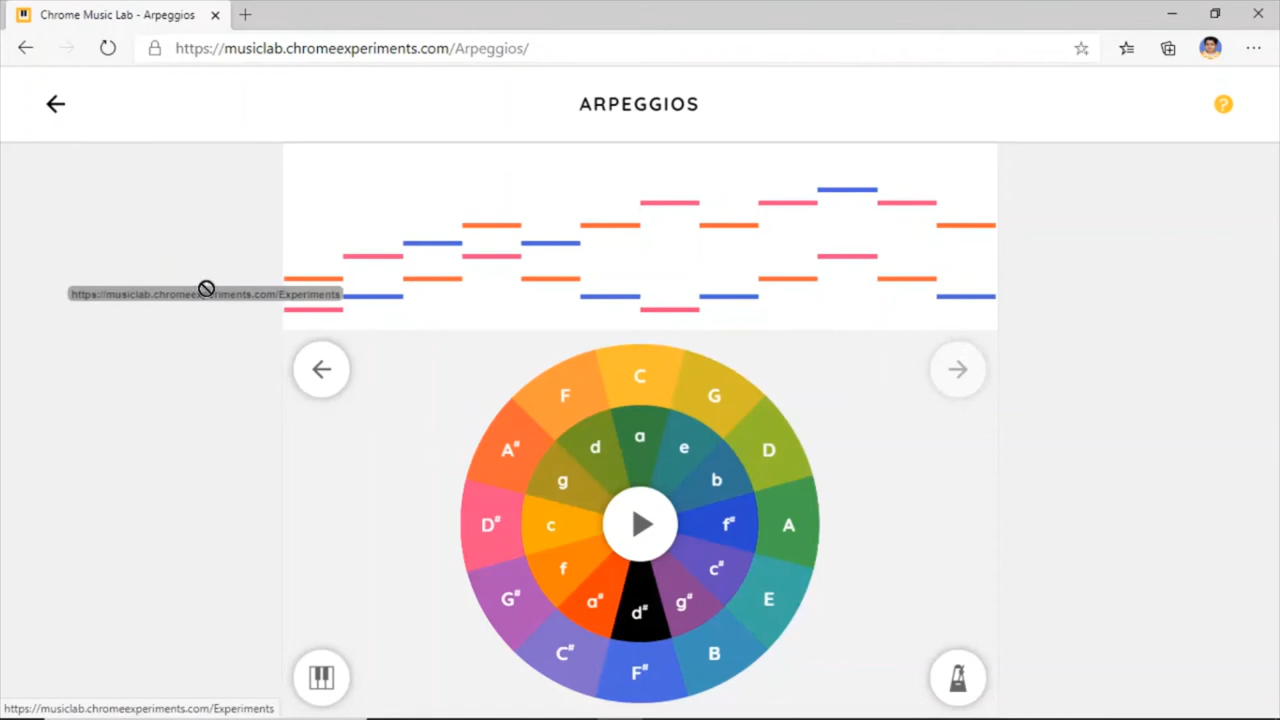 Chrome Music Lab - Arpeggios
https://musiclab.chromeexperiments.com/Arpeggios/
ARPEGGIOS
?
https://musiclab.chromeexperiments.com/Experiments
C
F
G
a
A#
d
e
D
g
b
D#
c
f#
A
f
c#
G#
a#
d#
g#
E
C#
F#
B
https://musiclab.chromeexperiments.com/Experiments